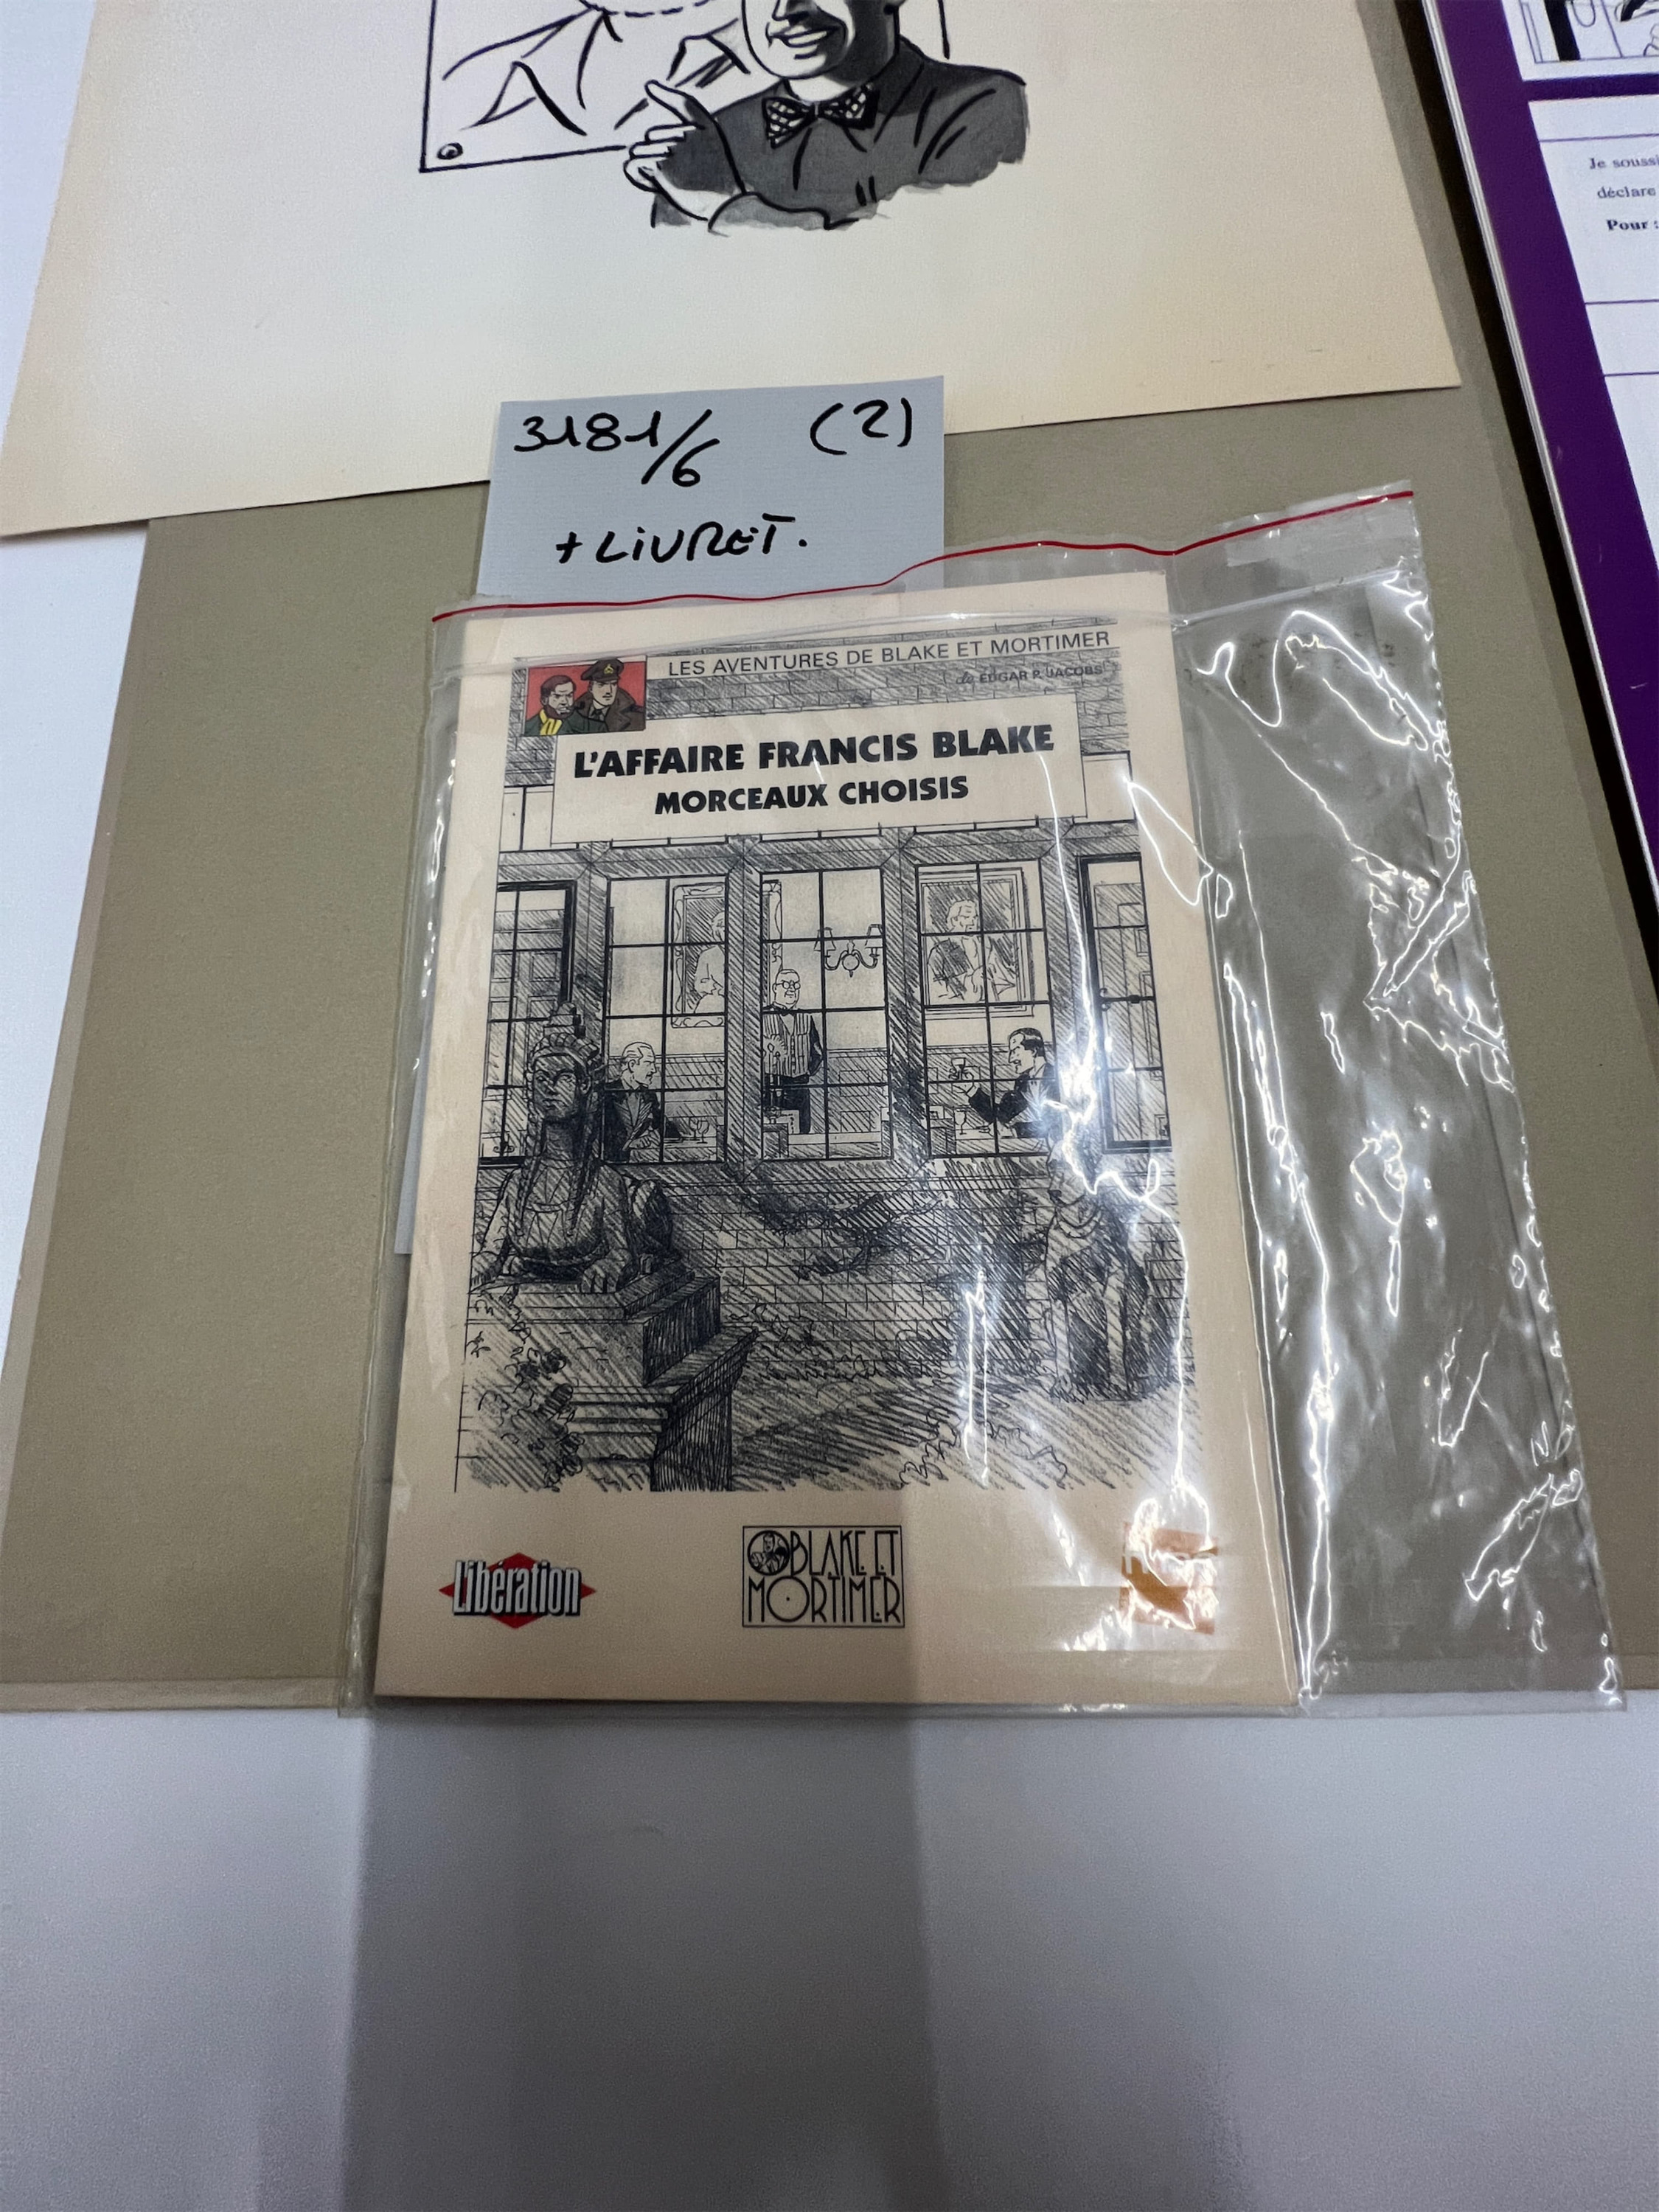 Je soussi
déclare
Pour :
3181/6 (2)
+ LIVRET.
LES AVENTURES DE BLAKE ET MORTIMER
de EDGAR P. JACOBS
L'AFFAIRE FRANCIS BLAKE
MORCEAUX CHOISIS
Libération
BLAKE ET
MORTIMER